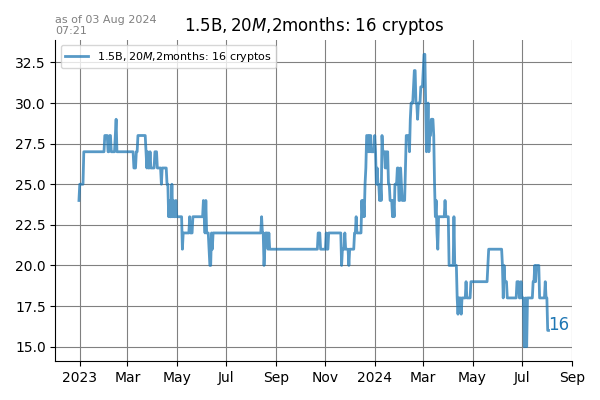 as of 03 Aug 2024
07:21
1.5B, 20M,2months: 16 cryptos
1.5B, 20M,2months: 16 cryptos
32.5
30.0
27.5
25.0
22.5
20.0
17.5
15.0
16
2023 Mar May Jul Sep Nov 2024 Mar May Jul Sep